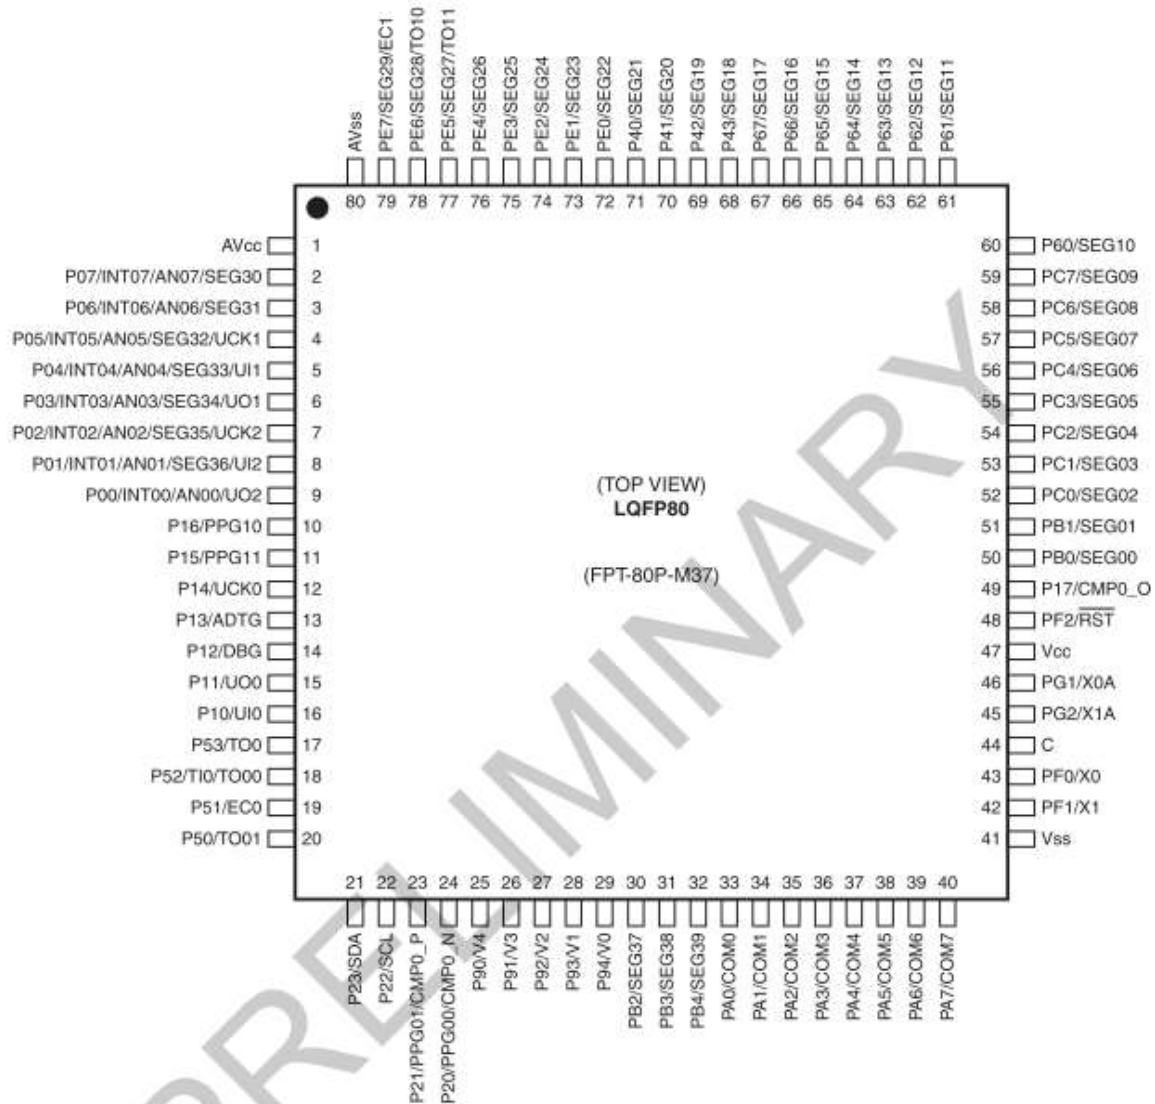 AVss
PE7/SEG29/EC1
PE6/SEG28/TO10
PE5/SEG27/TO11
PE4/SEG26
PE3/SEG25
PE2/SEG24
PE1/SEG23
PE0/SEG22
P40/SEG21
P41/SEG20
P42/SEG19
P43/SEG18
P67/SEG17
P66/SEG16
P65/SEG15
P64/SEG14
P63/SEG13
P62/SEG12
P61/SEG11
80 79 78 77 76 75 74 73 72 71 70 69 68 67 66 65 64 63 62 61
AVcc 1 60 P60/SEG10
P07/INT07/AN07/SEG30 2 59 PC7/SEG09
P06/INT06/AN06/SEG31 3 58 PC6/SEG08
P05/INT05/AN05/SEG32/UCK1 4 57 PC5/SEG07
P04/INT04/AN04/SEG33/UI1 5 56 PC4/SEG06
P03/INT03/AN03/SEG34/UO1 6 55 PC3/SEG05
P02/INT02/AN02/SEG35/UCK2 7 54 PC2/SEG04
P01/INT01/AN01/SEG36/UI2 8 53 PC1/SEG03
(TOP VIEW)
P00/INT00/AN00/UO2 9 52 PC0/SEG02
LQFP80
P16/PPG10 10 51 PB1/SEG01
P15/PPG11 11 50 PB0/SEG00
(FPT-80P-M37)
P14/UCK0 12 49 P17/CMP0_O
P13/ADTG 13 48 PF2/RST
P12/DBG 14 47 Vcc
P11/UO0 15 46 PG1/X0A
P10/UI0 16 45 PG2/X1A
P53/TO0 17 44 C
P52/TI0/TO00 18 43 PF0/X0
P51/EC0 19 42 PF1/X1
P50/TO01 20 41 Vss
21 22 23 24 25 26 27 28 29 30 31 32 33 34 35 36 37 38 39 40
P23/SDA
P22/SCL
P21/PPG01/CMP0_P
P20/PPG00/CMP0_N
P90/V4
P91/V3
P92/V2
P93/V1
P94/V0
PB2/SEG37
PB3/SEG38
PB4/SEG39
PA0/COM0
PA1/COM1
PA2/COM2
PA3/COM3
PA4/COM4
PA5/COM5
PA6/COM6
PA7/COM7
PRELIMINARY